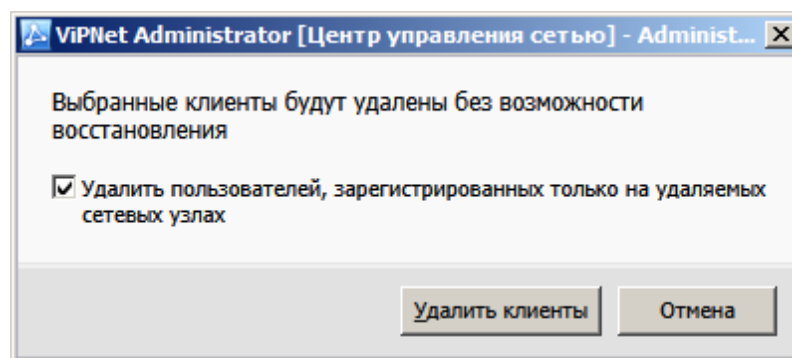 ViPNet Administrator [Центр управления сетью] - Administ...
Выбранные клиенты будут удалены без возможности
восстановления
Удалить пользователей, зарегистрированных только на удаляемых
сетевых узлах
Удалить клиенты
Отмена